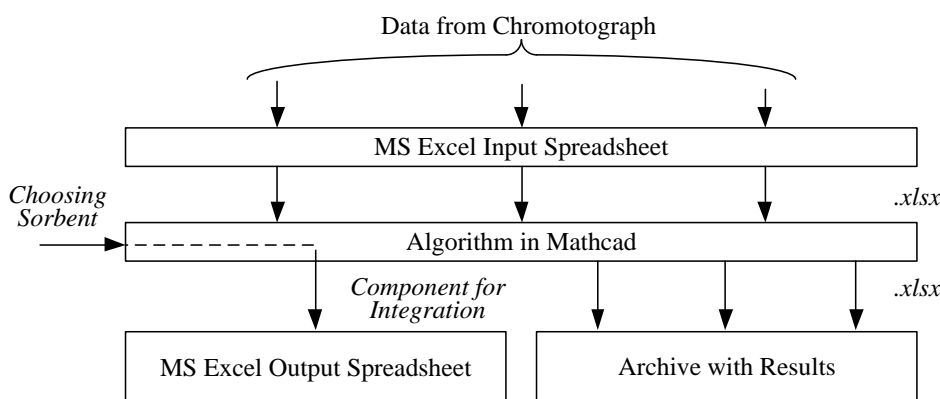 Data from Chromotograph
MS Excel Input Spreadsheet
Choosing
Sorbent
.xlsx
Algorithm in Mathcad
Component for
Integration
.xlsx
MS Excel Output Spreadsheet
Archive with Results